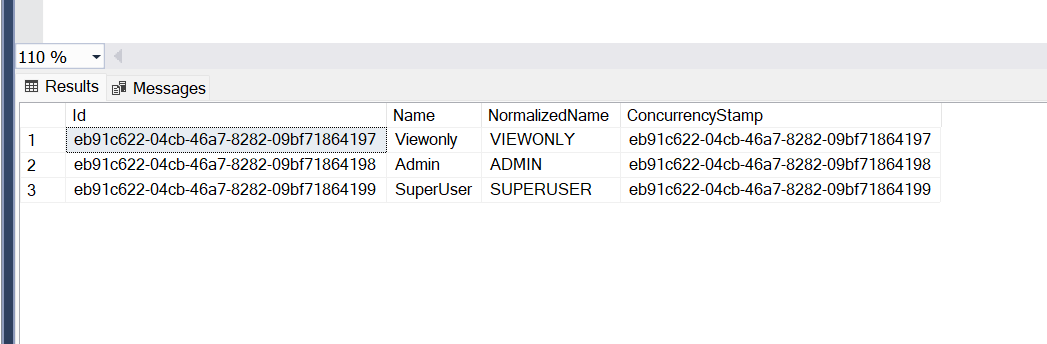 110 %
Results Messages
Id Name NormalizedName ConcurrencyStamp
1 eb91c622-04cb-46a7-8282-09bf71864197 Viewonly VIEWONLY eb91c622-04cb-46a7-8282-09bf71864197
2 eb91c622-04cb-46a7-8282-09bf71864198 Admin ADMIN eb91c622-04cb-46a7-8282-09bf71864198
3 eb91c622-04cb-46a7-8282-09bf71864199 SuperUser SUPERUSER eb91c622-04cb-46a7-8282-09bf71864199